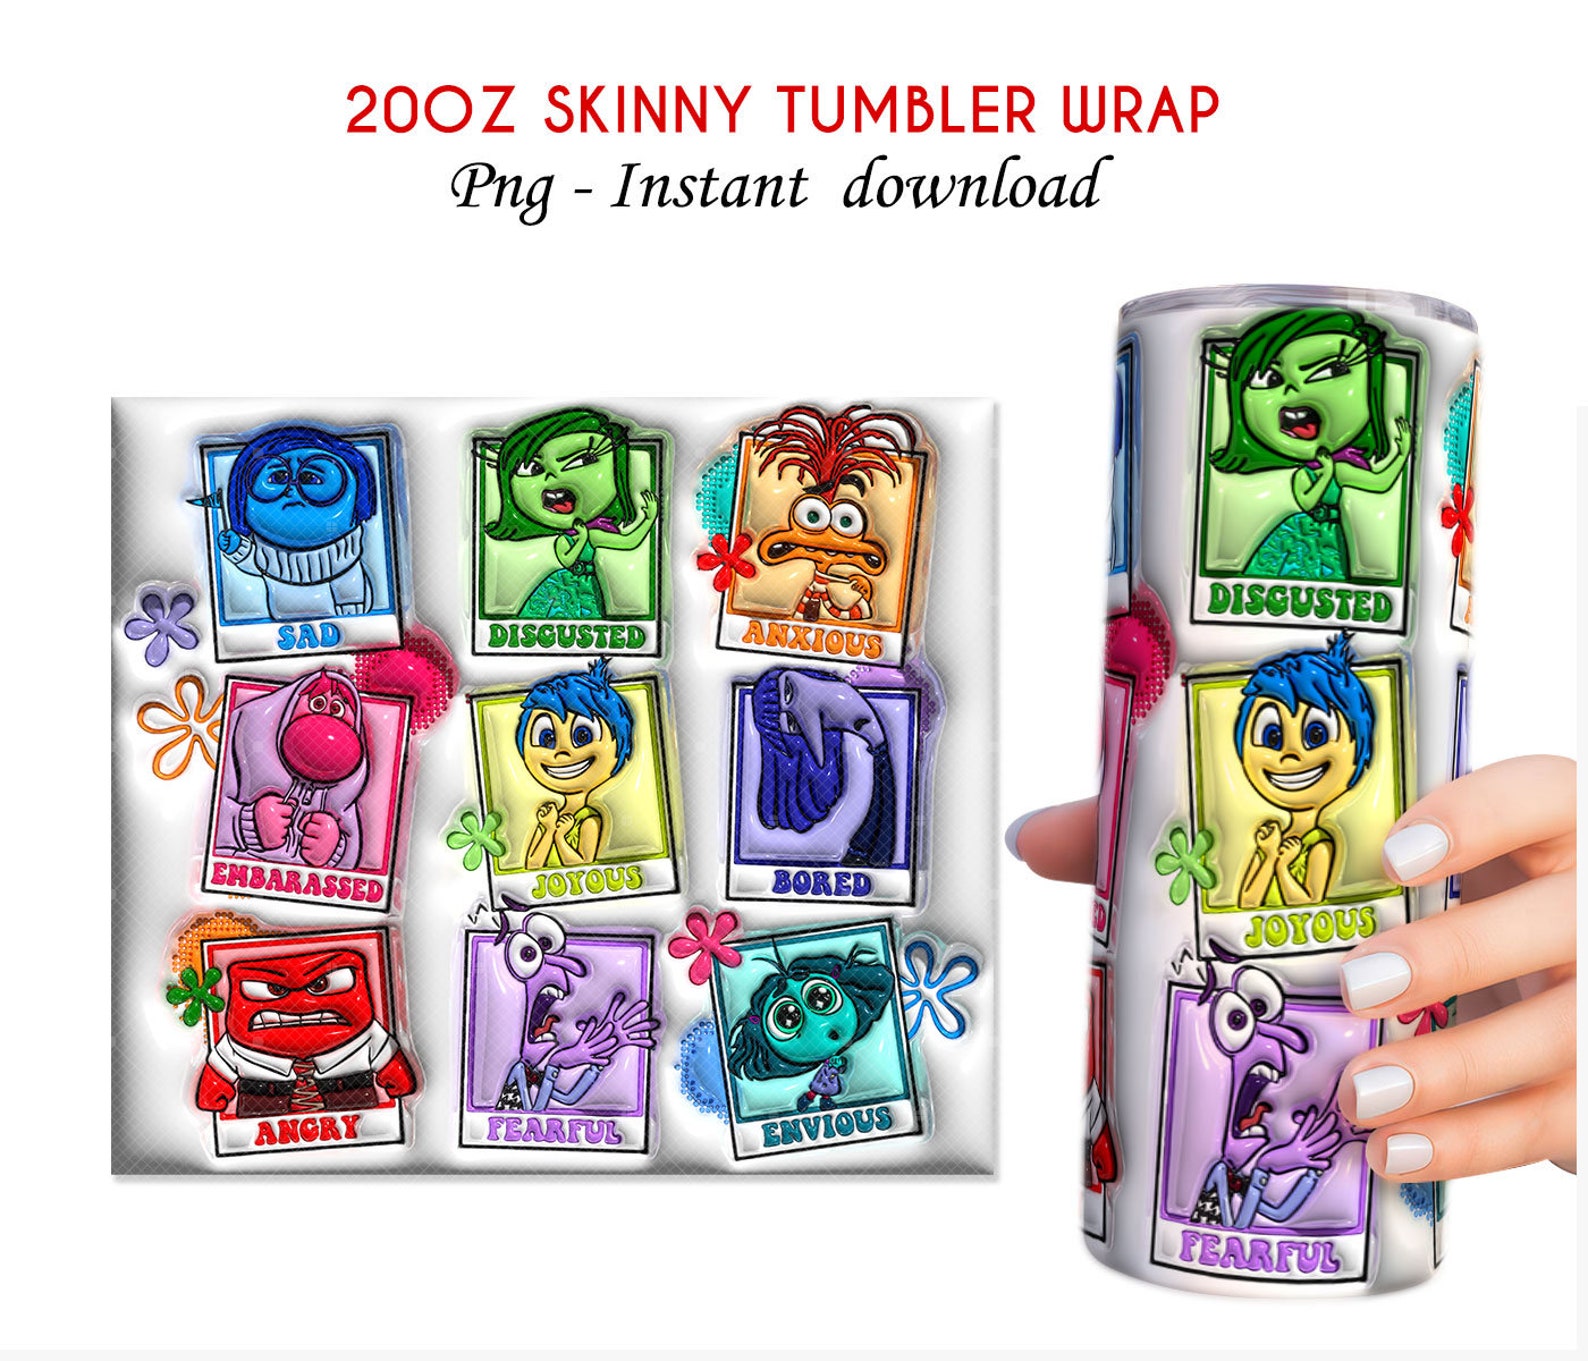 20OZ SKINNY TUMBLER WRAP
Png - Instant download
SAD
DISGUSTED
ANXIOUS
EMBARASSED
JOYOUS
BORED
ANGRY
FEARFUL
ENVIOUS
DISGUSTED
JOYOUS
FEARFUL